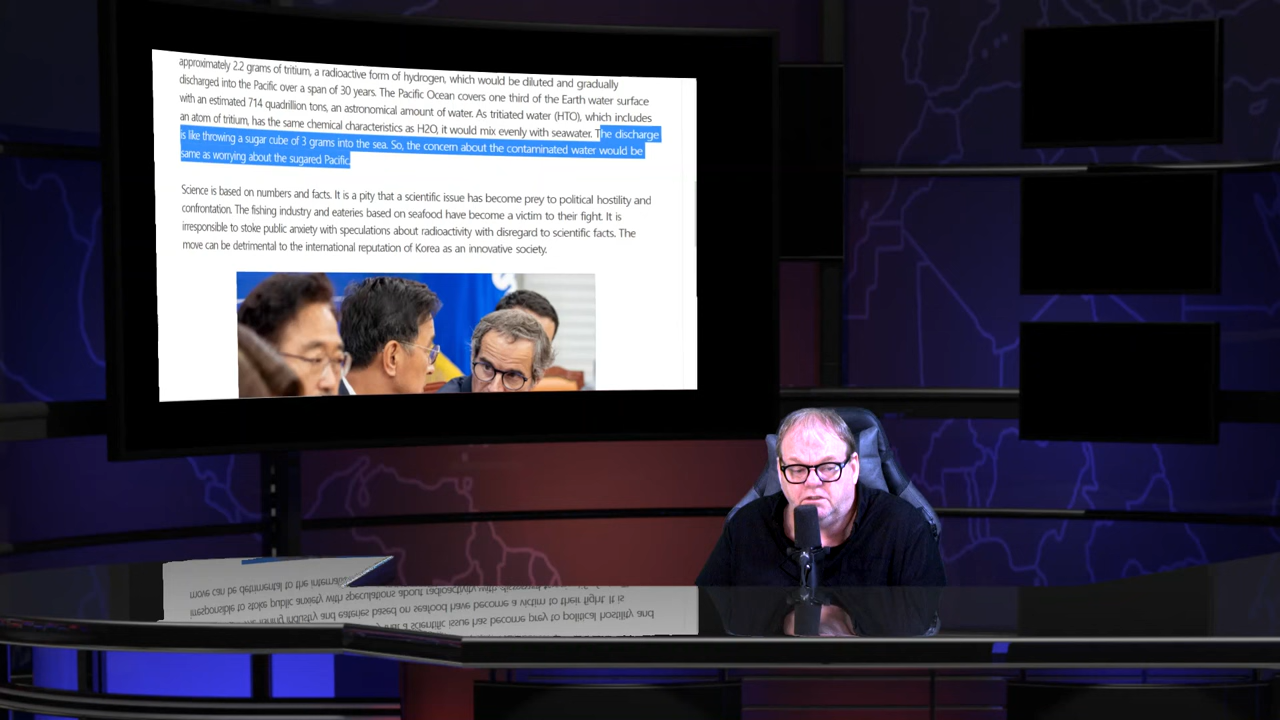 approximately 2.2 grams of tritium, a radioactive form of hydrogen, which would be diluted and gradually
discharged into the Pacific over a span of 30 years. The Pacific Ocean covers one third of the Earth water surface
with an estimated 714 quadrillion tons, an astronomical amount of water. As tritiated water (HTO), which includes
an atom of tritium, has the same chemical characteristics as H2O, it would mix evenly with seawater. The discharge
is like throwing a sugar cube of 3 grams into the sea. So, the concern about the contaminated water would be
same as worrying about the sugared Pacific.
Science is based on numbers and facts. It is a pity that a scientific issue has become prey to political hostility and
confrontation. The fishing industry and eateries based on seafood have become a victim to their fight. It is
irresponsible to stoke public anxiety with speculations about radioactivity with disregard to scientific facts. The
move can be detrimental to the international reputation of Korea as an innovative society.